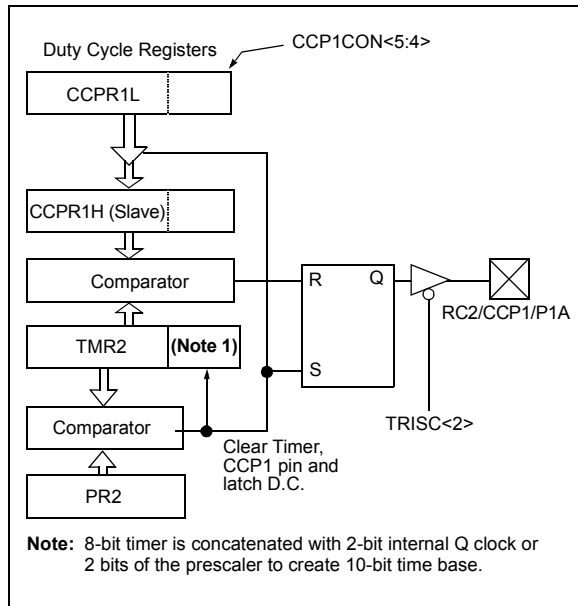 Duty Cycle Registers
CCP1CON<5:4>
CCPR1L
CCPR1H (Slave)
Comparator
R
Q
RC2/CCP1/P1A
TMR2
(Note 1)
S
TRISC<2>
Comparator
Clear Timer,
CCP1 pin and
latch D.C.
PR2
Note: 8-bit timer is concatenated with 2-bit internal Q clock or
2 bits of the prescaler to create 10-bit time base.